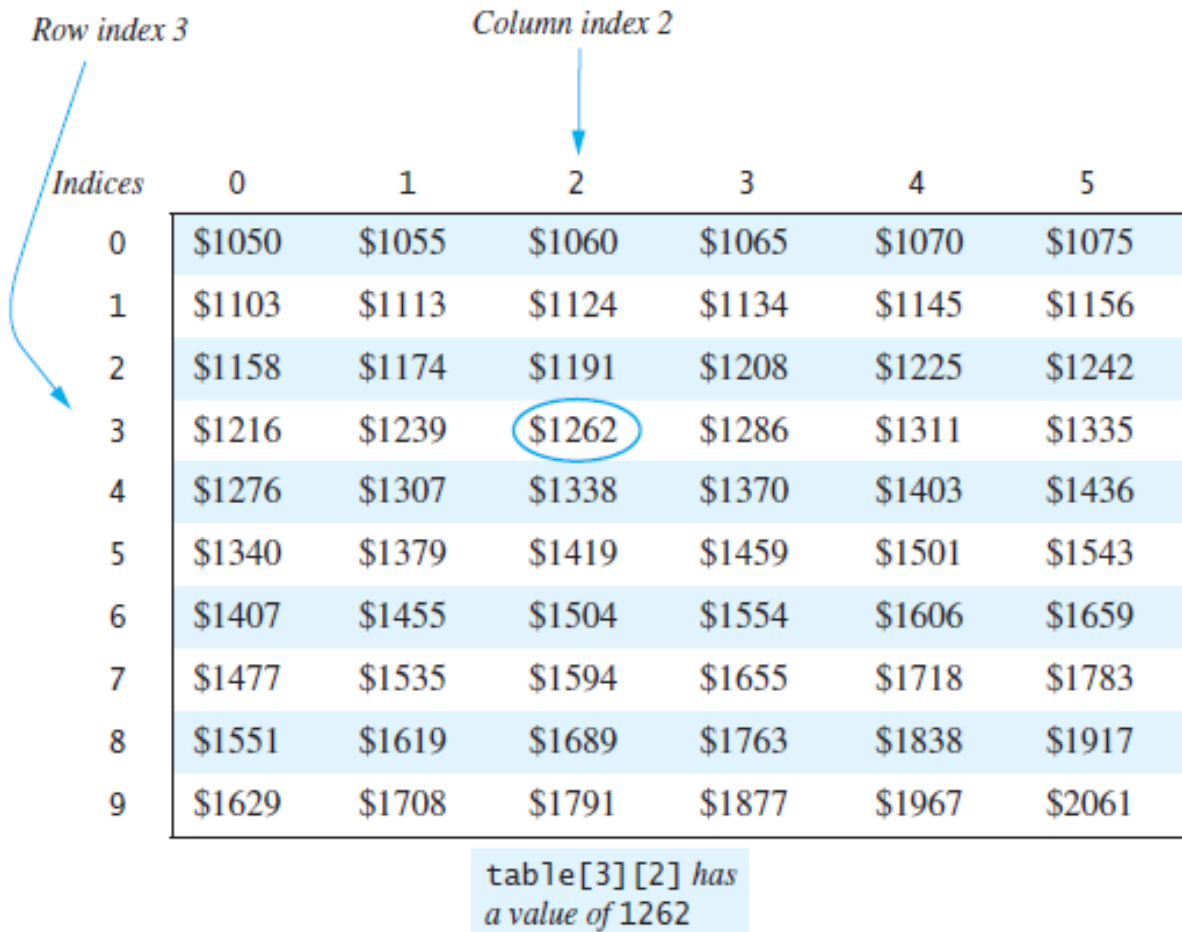 Row index 3 Column index 2
Indices 0 1 2 3 4 5
0 $1050 $1055 $1060 $1065 $1070 $1075
1 $1103 $1113 $1124 $1134 $1145 $1156
2 $1158 $1174 $1191 $1208 $1225 $1242
3 $1216 $1239 $1262 $1286 $1311 $1335
4 $1276 $1307 $1338 $1370 $1403 $1436
5 $1340 $1379 $1419 $1459 $1501 $1543
6 $1407 $1455 $1504 $1554 $1606 $1659
7 $1477 $1535 $1594 $1655 $1718 $1783
8 $1551 $1619 $1689 $1763 $1838 $1917
9 $1629 $1708 $1791 $1877 $1967 $2061
table[3][2] has
a value of 1262